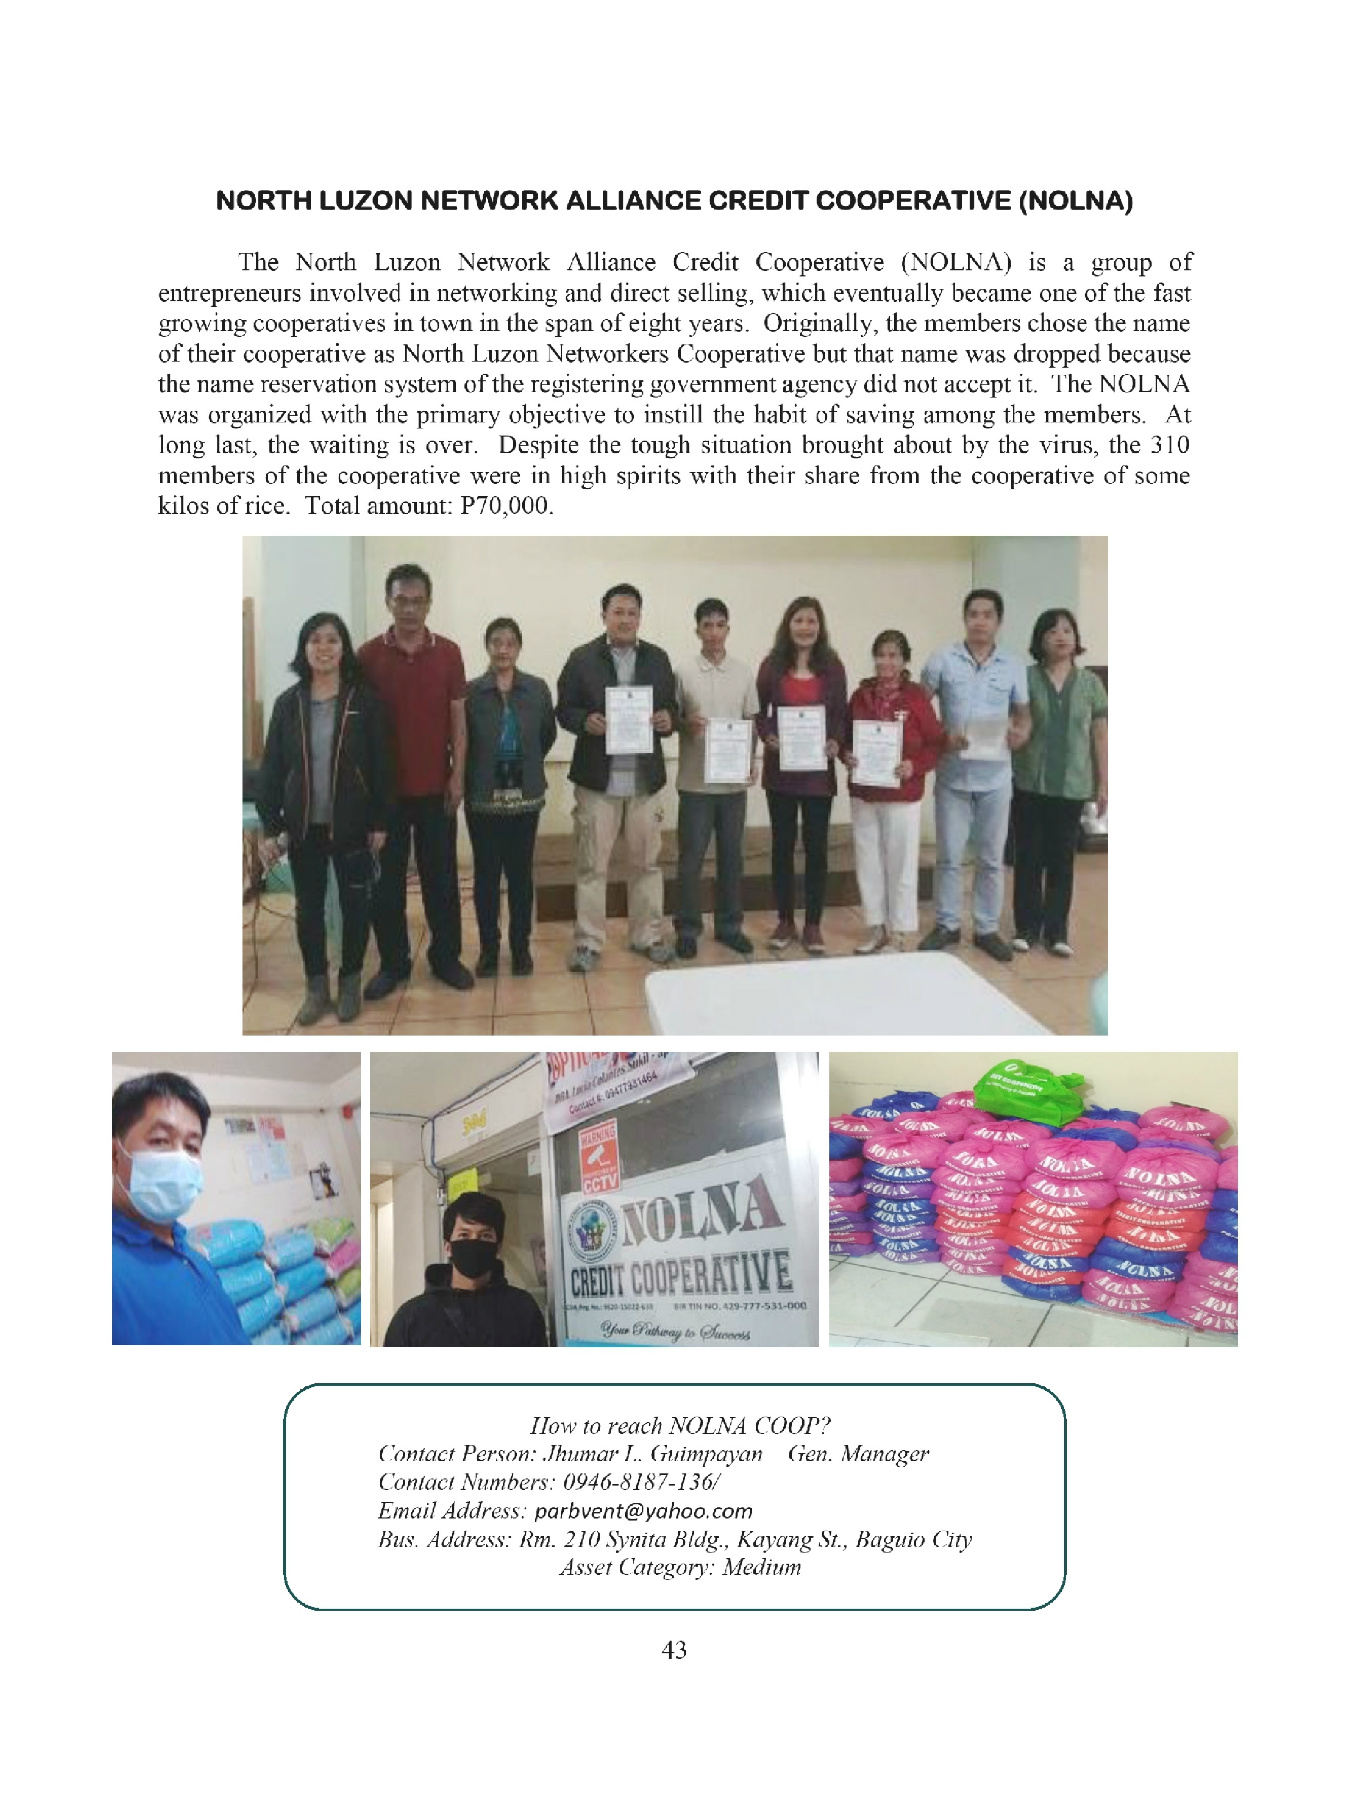 NORTH LUZON NETWORK ALLIANCE CREDIT COOPERATIVE (NOLNA)
The North Luzon Network Alliance Credit Cooperative (NOLNA) is a group of
entrepreneurs involved in networking and direct selling, which eventually became one of the fast
growing cooperatives in town in the span of eight years. Originally, the members chose the name
of their cooperative as North Luzon Networkers Cooperative but that name was dropped because
the name reservation system of the registering government agency did not accept it. The NOLNA
was organized with the primary objective to instill the habit of saving among the members. At
long last, the waiting is over. Despite the tough situation brought about by the virus, the 310
members of the cooperative were in high spirits with their share from the cooperative of some
kilos of rice. Total amount: P70,000.
Contact #: 09477931464
WARNING
CCTV
NOLNA
CREDIT COOPERATIVE
BIR TIN NO. 429-777-531-000
Your Pathway to Success
NOLNA
NOLNA
NOLNA
NOLNA
How to reach NOLNA COOP?
Contact Person: Jhumar L. Guimpayan Gen. Manager
Contact Numbers: 0946-8187-136/
Email Address: parbvent@yahoo.com
Bus. Address: Rm. 210 Synita Bldg., Kayang St., Baguio City
Asset Category: Medium
43